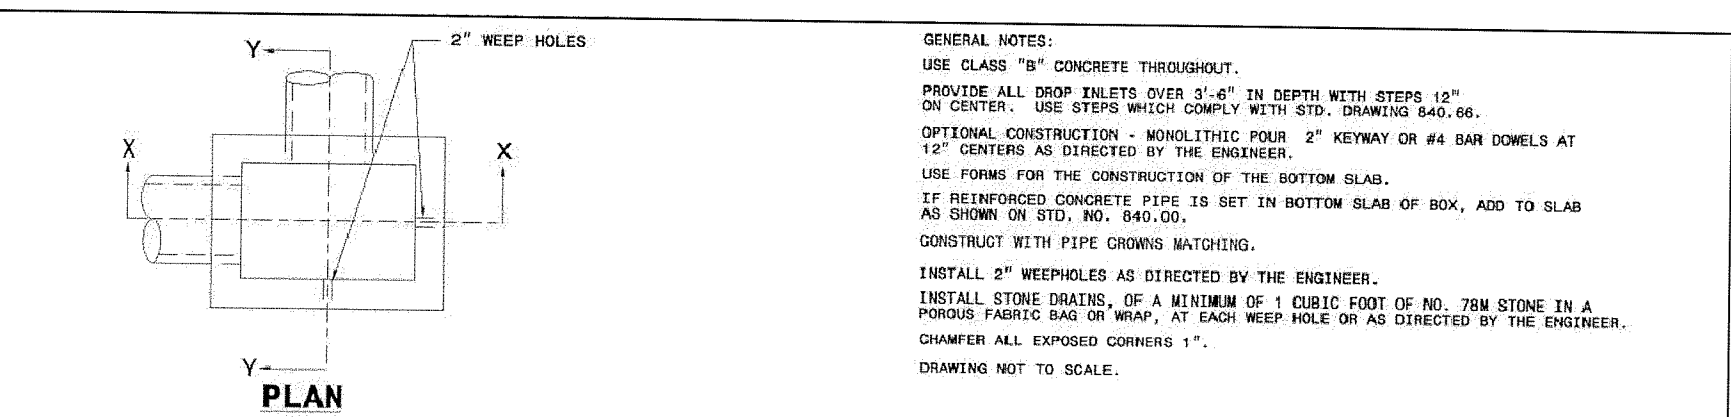 Y
2" WEEP HOLES
X
X
Y
PLAN
GENERAL NOTES:
USE CLASS "B" CONCRETE THROUGHOUT.
PROVIDE ALL DROP INLETS OVER 3'-6" IN DEPTH WITH STEPS 12"
ON CENTER. USE STEPS WHICH COMPLY WITH STD. DRAWING 840.66.
OPTIONAL CONSTRUCTION - MONOLITHIC POUR 2" KEYWAY OR #4 BAR DOWELS AT
12" CENTERS AS DIRECTED BY THE ENGINEER.
USE FORMS FOR THE CONSTRUCTION OF THE BOTTOM SLAB.
IF REINFORCED CONCRETE PIPE IS SET IN BOTTOM SLAB OF BOX, ADD TO SLAB
AS SHOWN ON STD. NO. 840.00.
CONSTRUCT WITH PIPE CROWNS MATCHING.
INSTALL 2" WEEPHOLES AS DIRECTED BY THE ENGINEER.
INSTALL STONE DRAINS, OF A MINIMUM OF 1 CUBIC FOOT OF NO. 78M STONE IN A
POROUS FABRIC BAG OR WRAP, AT EACH WEEP HOLE OR AS DIRECTED BY THE ENGINEER.
CHAMFER ALL EXPOSED CORNERS 1".
DRAWING NOT TO SCALE.